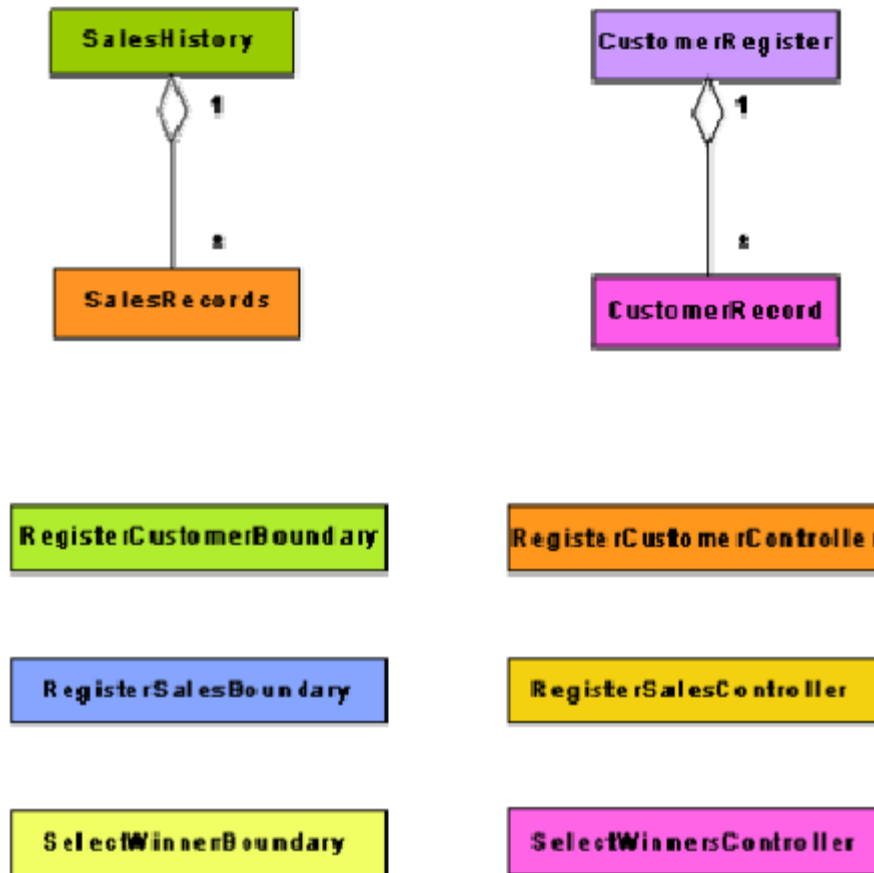 SalesHistory
CustomerRegister
1
1
SalesRecords
CustomerRecord
RegisterCustomerBoundary
RegisterCustomerController
RegisterSalesBoundary
RegisterSalesController
SelectWinnerBoundary
SelectWinnersController